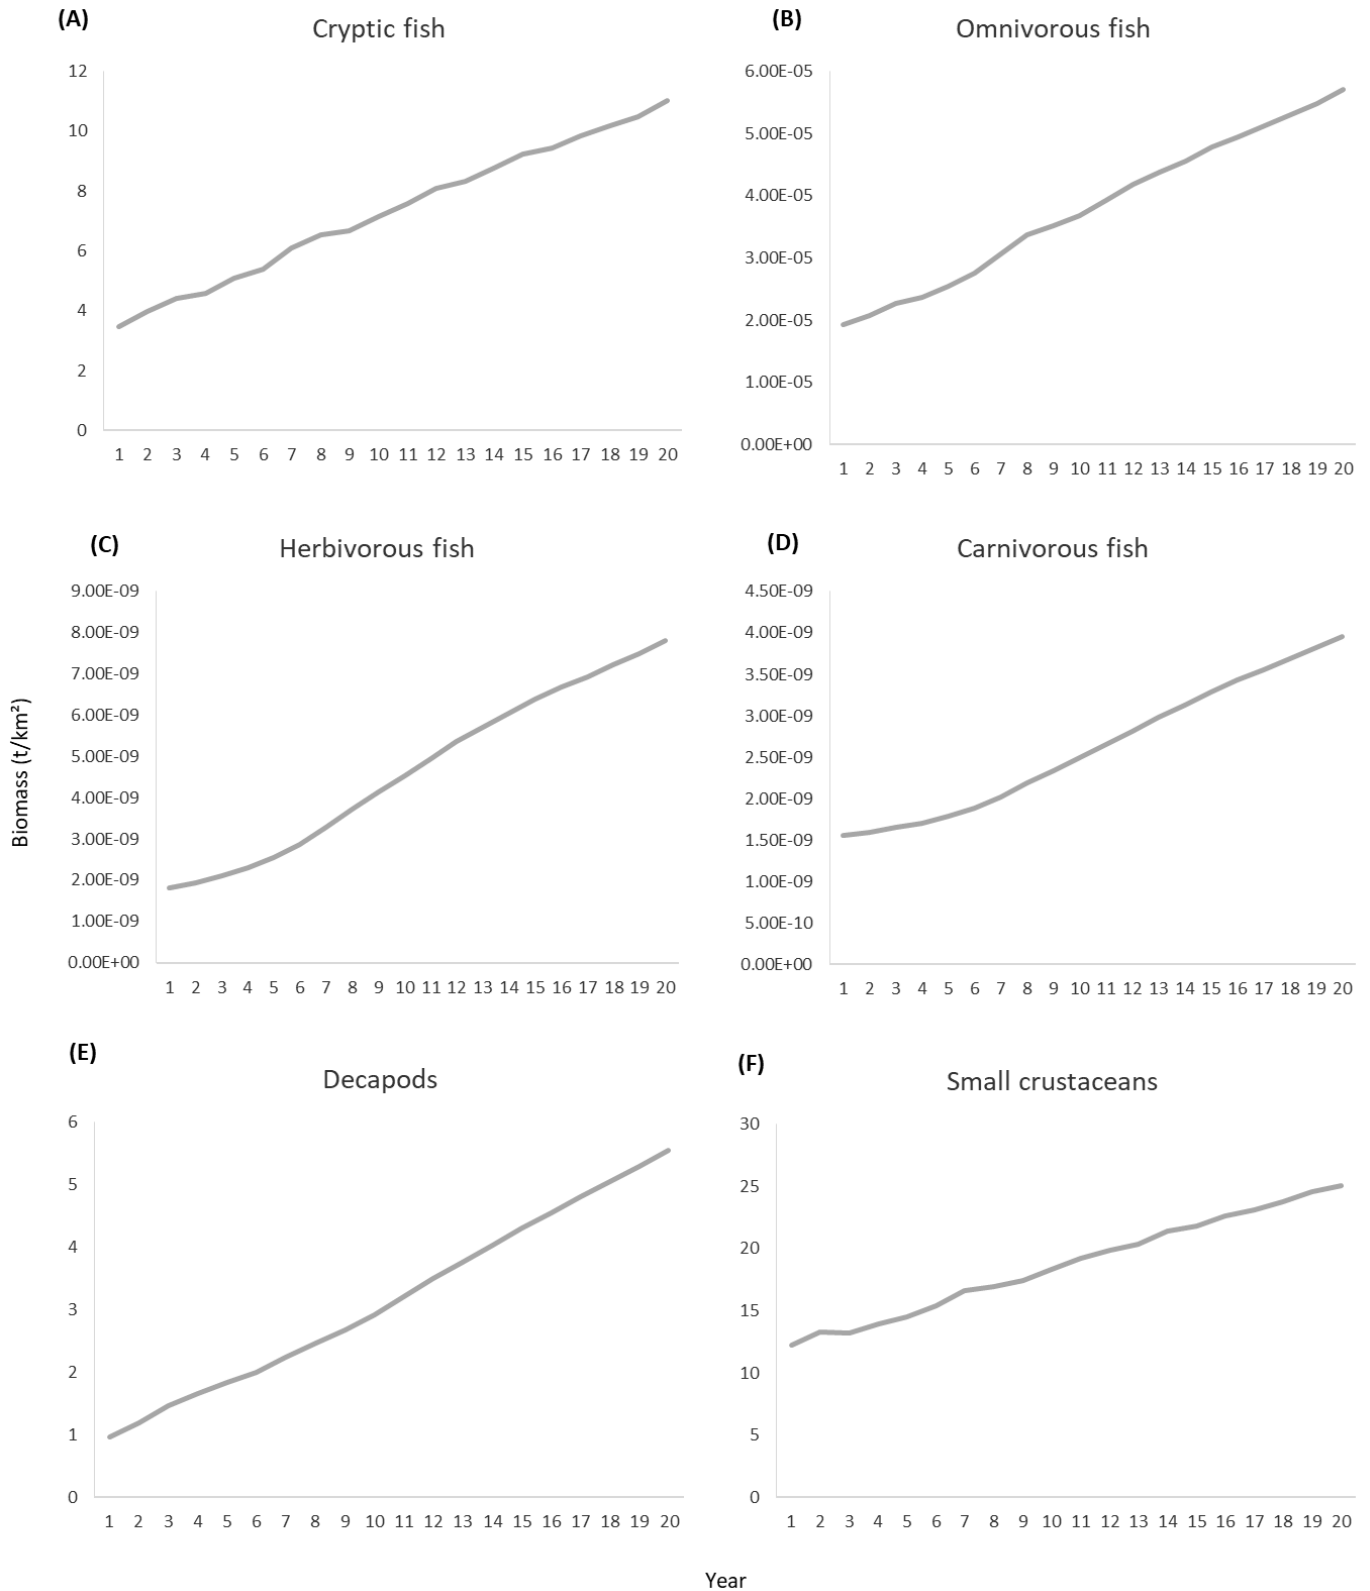 (A)
Cryptic fish
12
10
8
6
4
2
0
1 2 3 4 5 6 7 8 9 10 11 12 13 14 15 16 17 18 19 20
(B)
Omnivorous fish
6.00E-05
5.00E-05
4.00E-05
3.00E-05
2.00E-05
1.00E-05
0.00E+00
1 2 3 4 5 6 7 8 9 10 11 12 13 14 15 16 17 18 19 20
(C)
Herbivorous fish
9.00E-09
8.00E-09
7.00E-09
6.00E-09
5.00E-09
4.00E-09
3.00E-09
2.00E-09
1.00E-09
0.00E+00
1 2 3 4 5 6 7 8 9 10 11 12 13 14 15 16 17 18 19 20
(D)
Carnivorous fish
4.50E-09
4.00E-09
3.50E-09
3.00E-09
2.50E-09
2.00E-09
1.50E-09
1.00E-09
5.00E-10
0.00E+00
1 2 3 4 5 6 7 8 9 10 11 12 13 14 15 16 17 18 19 20
Biomass (t/km²)
(E)
Decapods
6
5
4
3
2
1
0
1 2 3 4 5 6 7 8 9 10 11 12 13 14 15 16 17 18 19 20
(F)
Small crustaceans
30
25
20
15
10
5
0
1 2 3 4 5 6 7 8 9 10 11 12 13 14 15 16 17 18 19 20
Year